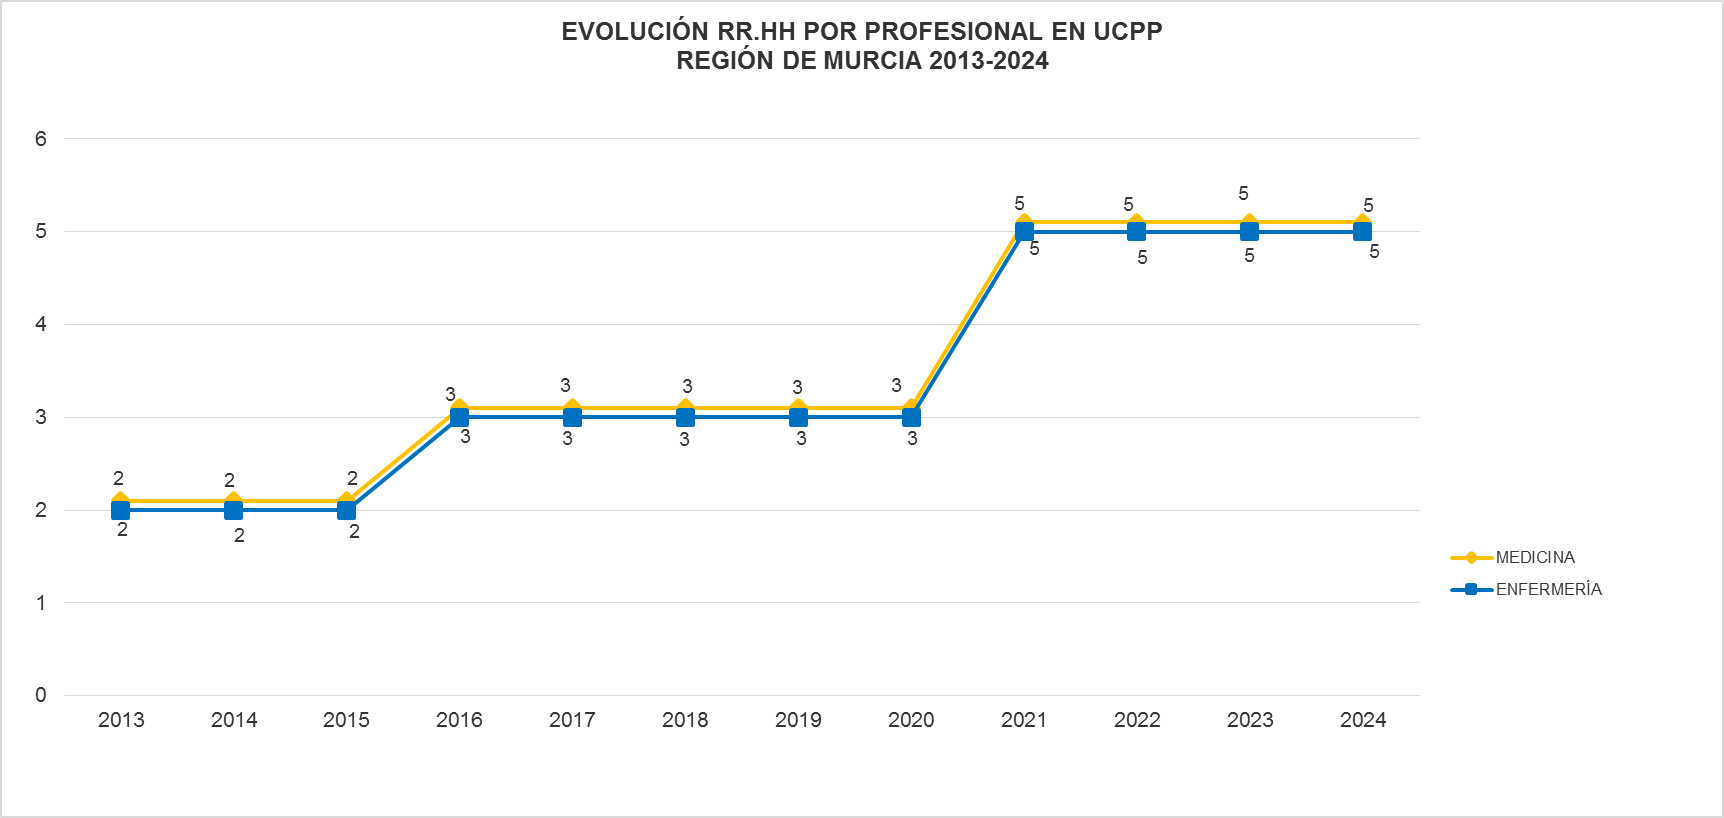 EVOLUCIÓN RR.HH POR PROFESIONAL EN UCPP
REGIÓN DE MURCIA 2013-2024
6
5 5 5 5
5
5 5 5 5
4
3 3 3 3 3
3
3 3 3 3 3
2 2 2
2
2 2 2
MEDICINA
ENFERMERÍA
1
0
2013 2014 2015 2016 2017 2018 2019 2020 2021 2022 2023 2024